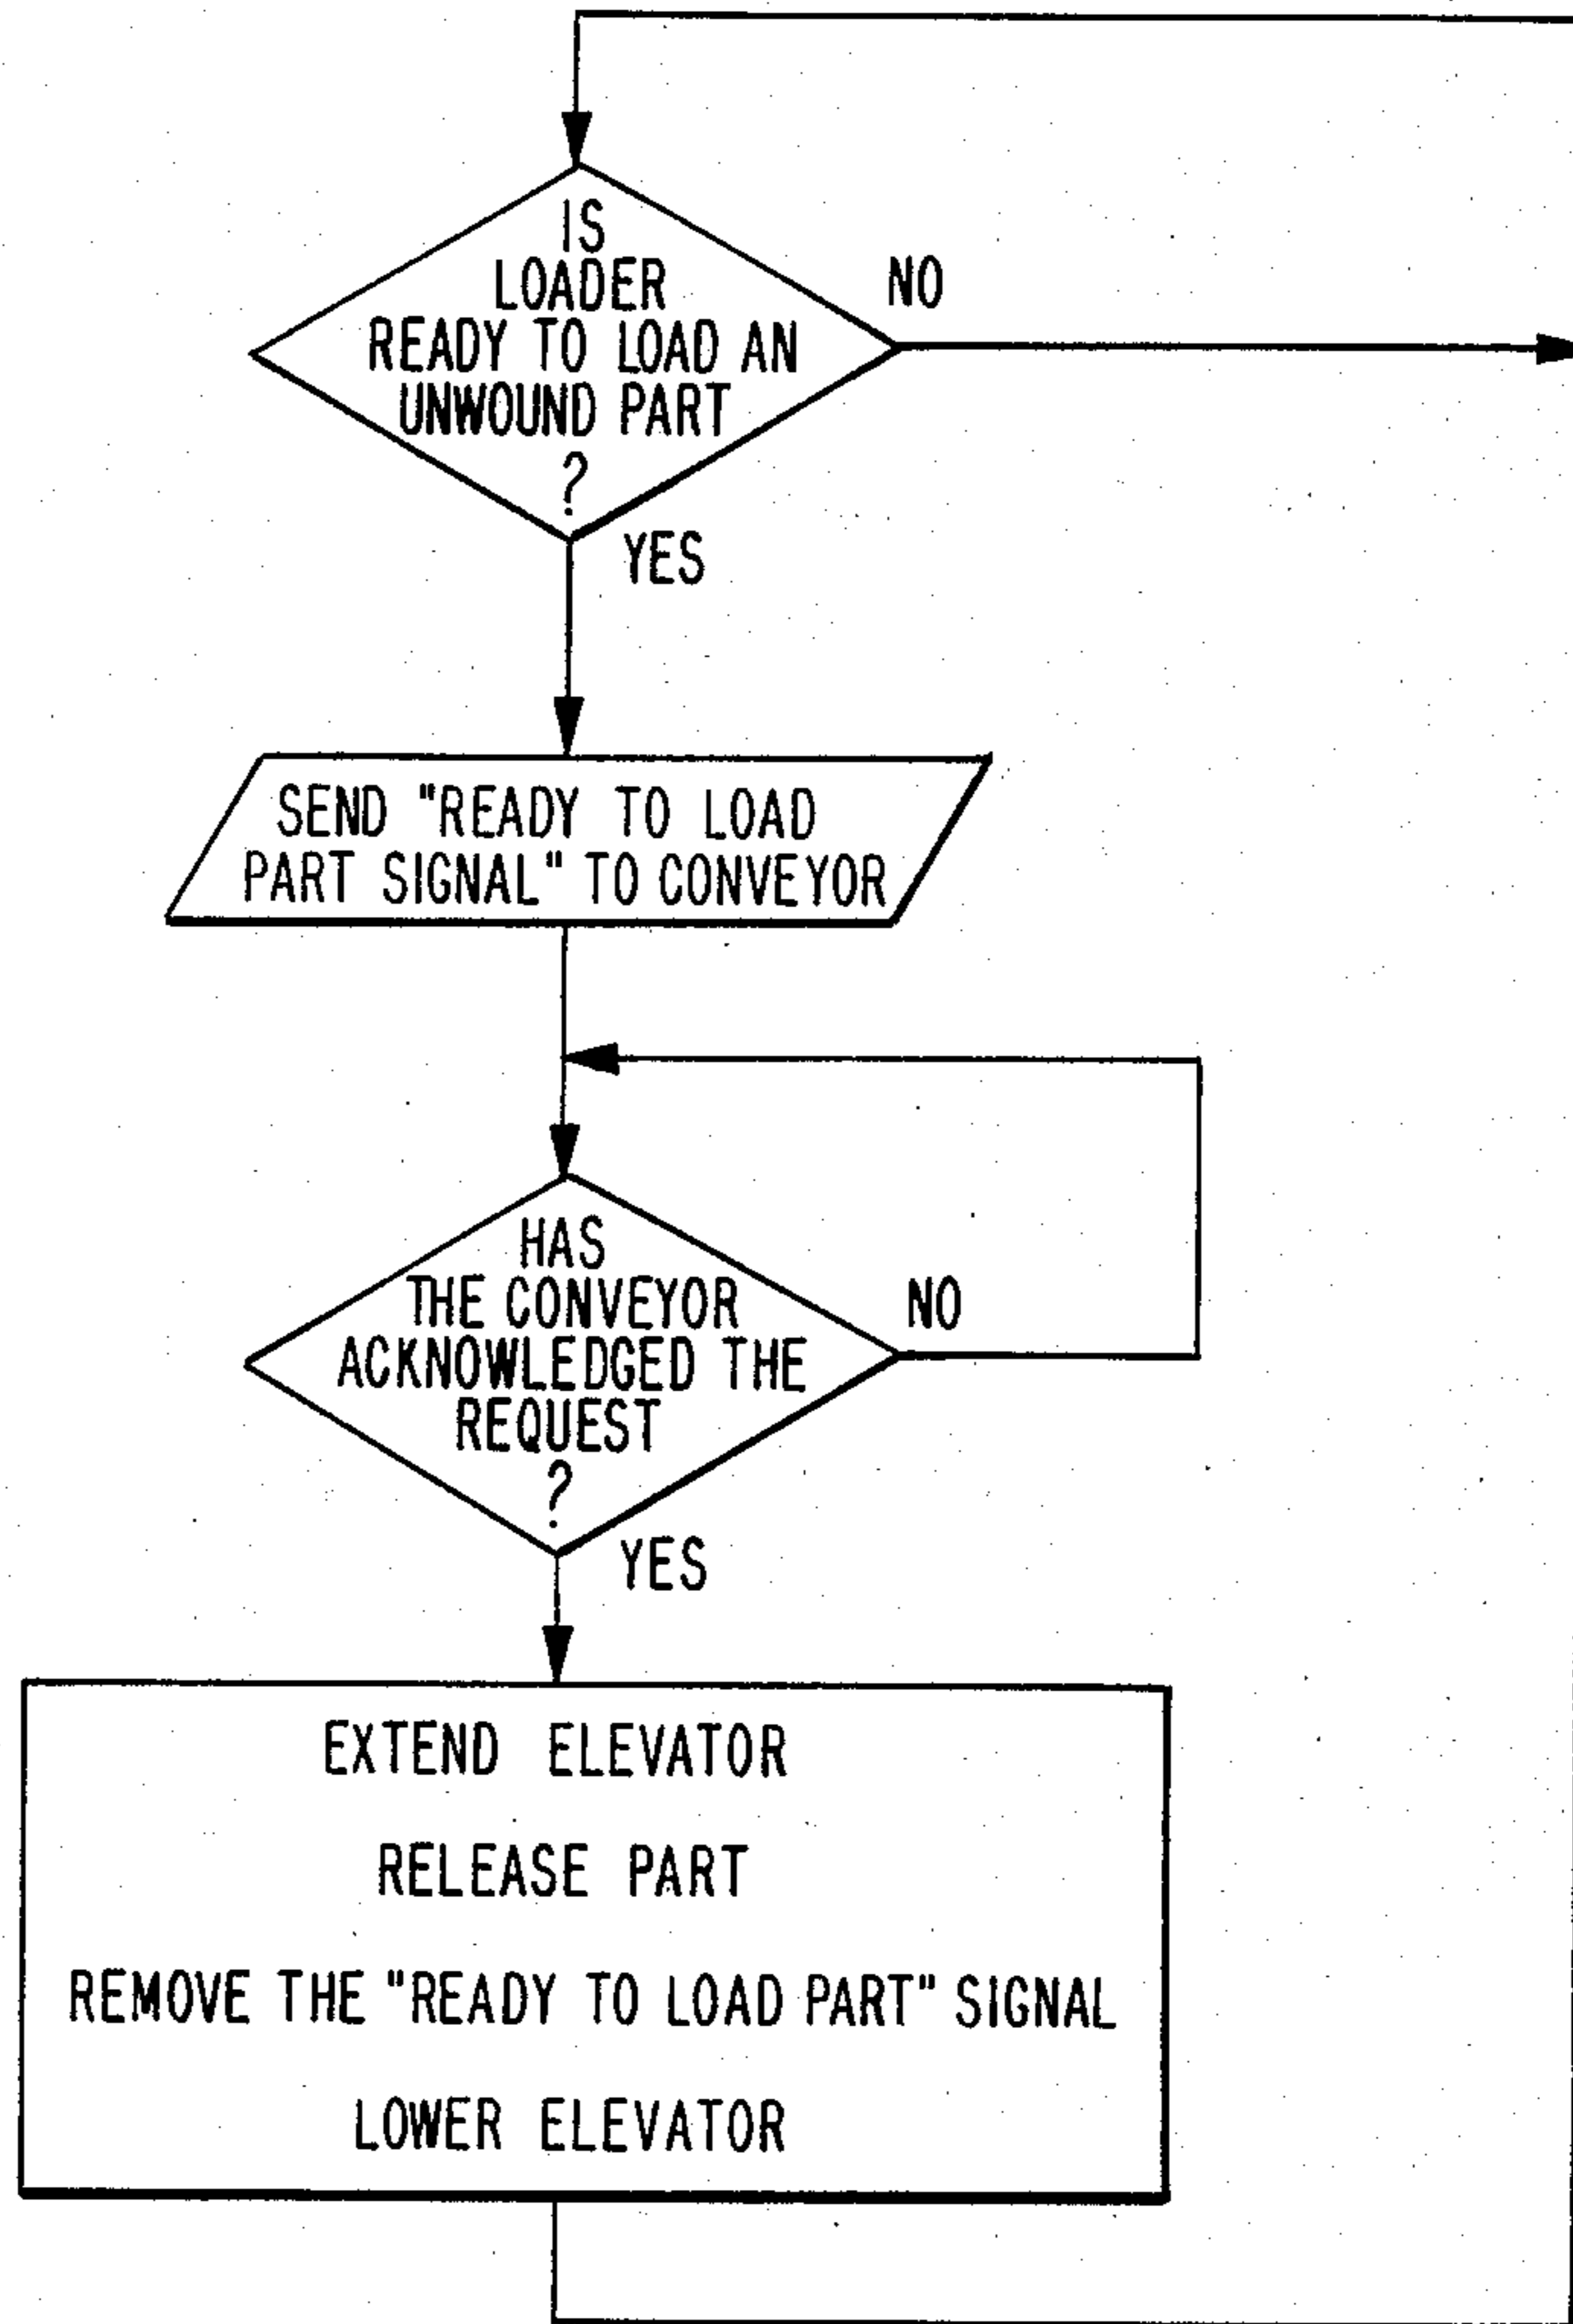 IS
LOADER
READY TO LOAD AN
UNWOUND PART
?
NO
YES
SEND "READY TO LOAD
PART SIGNAL" TO CONVEYOR
HAS
THE CONVEYOR
ACKNOWLEDGED THE
REQUEST
?
NO
YES
EXTEND ELEVATOR
RELEASE PART
REMOVE THE "READY TO LOAD PART" SIGNAL
LOWER ELEVATOR